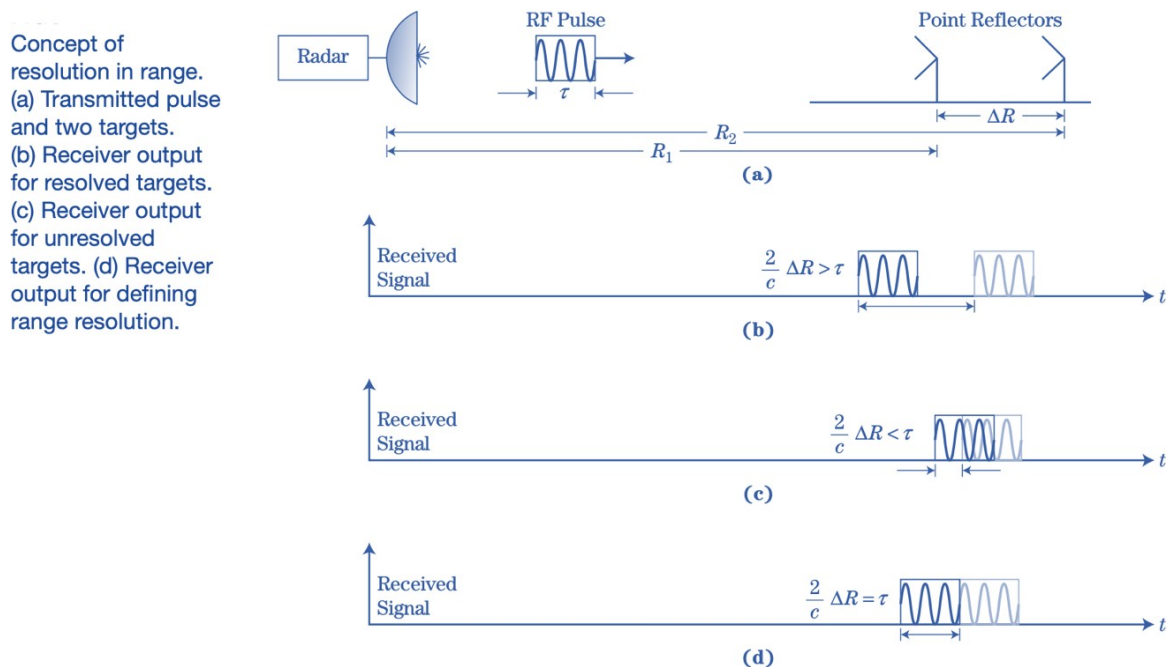 Concept of
resolution in range.
(a) Transmitted pulse
and two targets.
(b) Receiver output
for resolved targets.
(c) Receiver output
for unresolved
targets. (d) Receiver
output for defining
range resolution.
Radar
RF Pulse
τ
Point Reflectors
ΔR
R₂
R₁
(a)
Received
Signal
2/c ΔR > τ
t
(b)
Received
Signal
2/c ΔR < τ
t
(c)
Received
Signal
2/c ΔR = τ
t
(d)